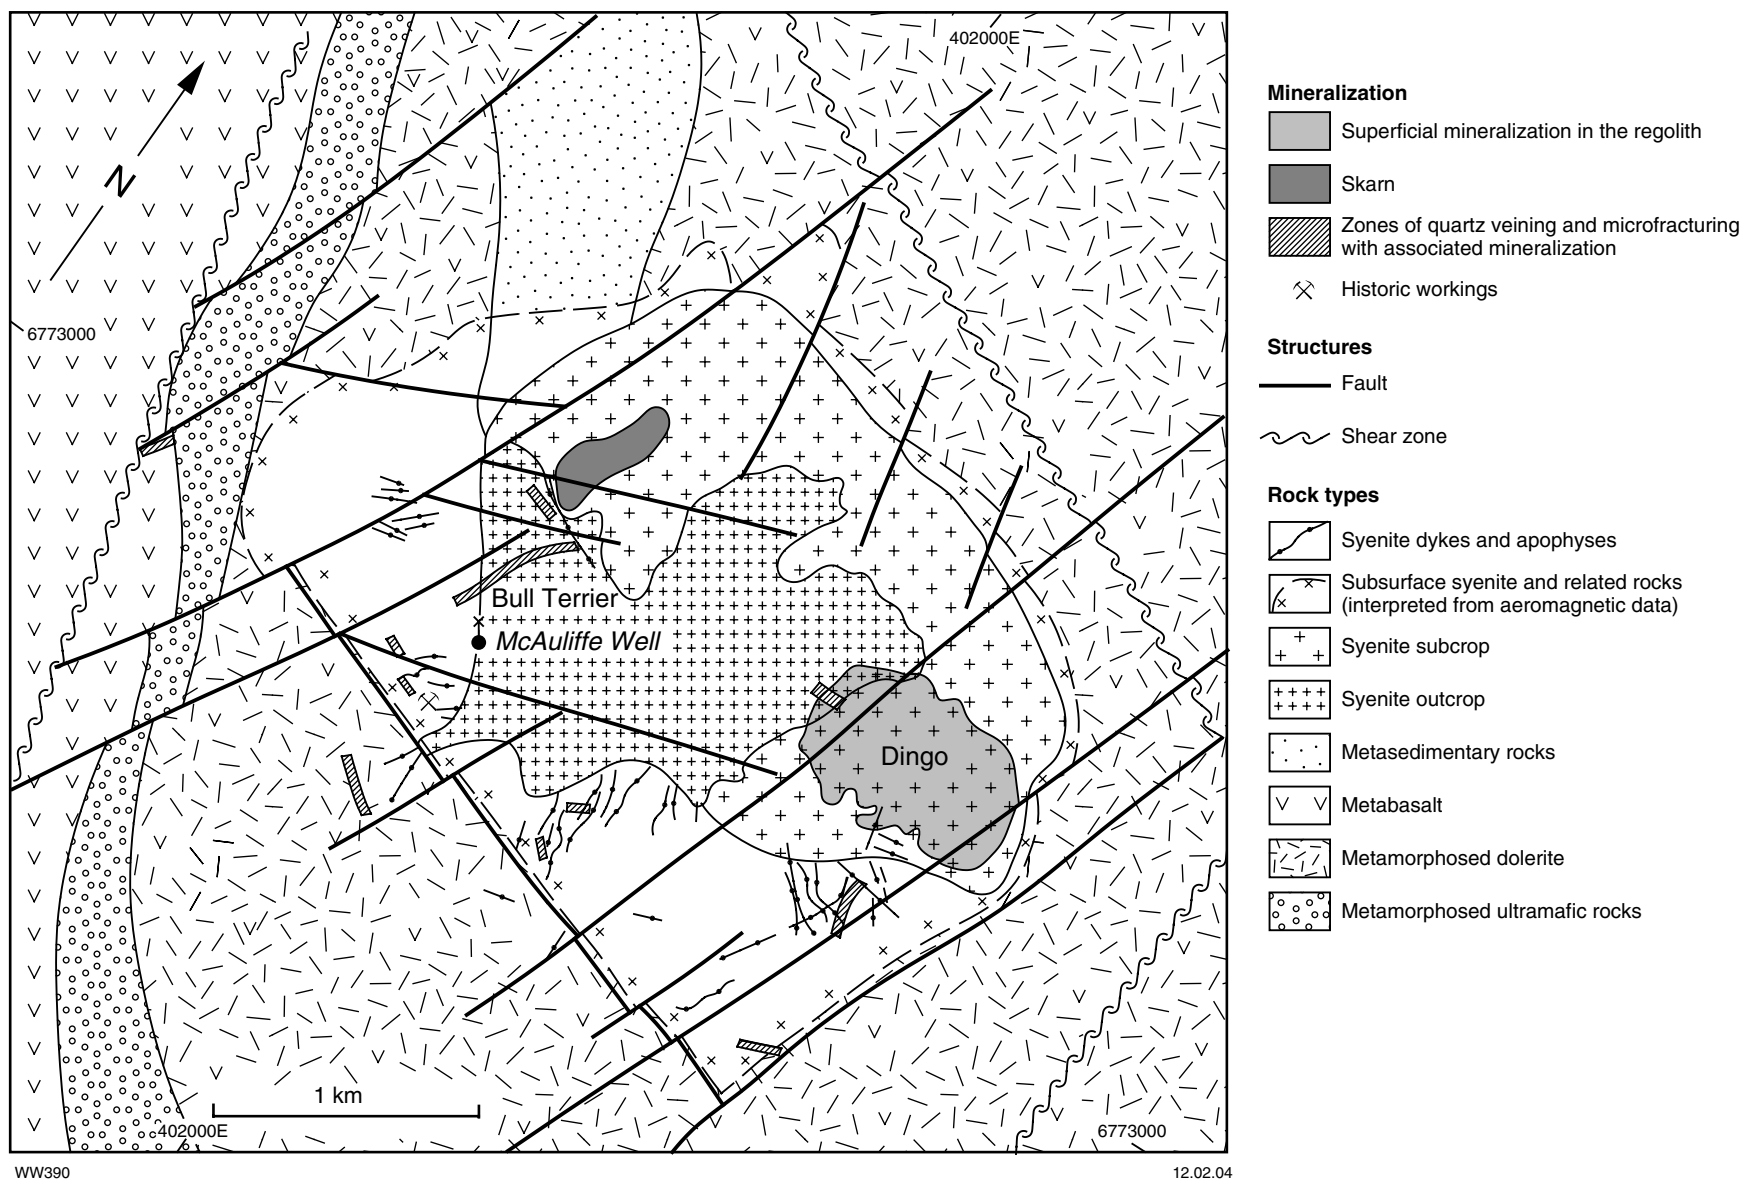 402000E
N
6773000
Bull Terrier
McAuliffe Well
Dingo
1 km
402000E
6773000
WW390
12.02.04
Mineralization
Superficial mineralization in the regolith
Skarn
Zones of quartz veining and microfracturing
with associated mineralization
Historic workings
Structures
Fault
Shear zone
Rock types
Syenite dykes and apophyses
Subsurface syenite and related rocks
(interpreted from aeromagnetic data)
Syenite subcrop
Syenite outcrop
Metasedimentary rocks
Metabasalt
Metamorphosed dolerite
Metamorphosed ultramafic rocks